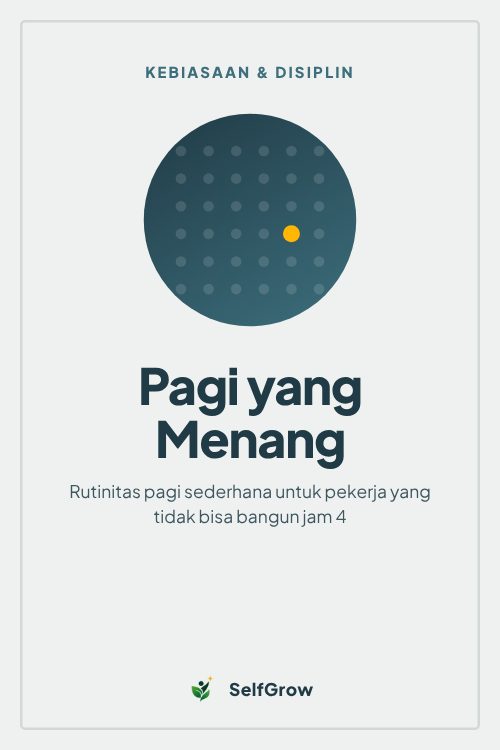 KEBIASAAN & DISIPLIN
Pagi yang
Menang
Rutinitas pagi sederhana untuk pekerja yang
tidak bisa bangun jam 4
SelfGrow